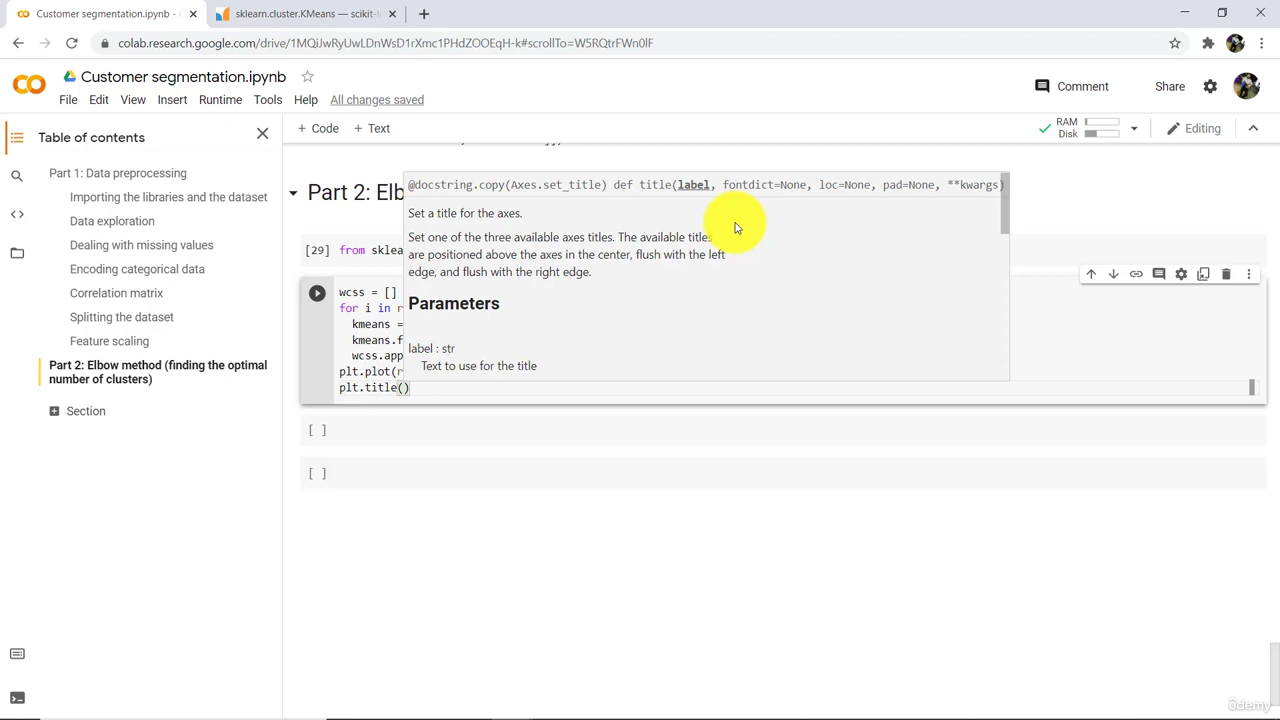 Customer segmentation.ipynb -
sklearn.cluster.KMeans — scikit-l
colab.research.google.com/drive/1MQiJwRyUwLDnWsD1rXmc1PHdZOOEqH-k#scrollTo=W5RQtrFWn0lF
Customer segmentation.ipynb
Comment
Share
File Edit View Insert Runtime Tools Help All changes saved
Table of contents
+ Code + Text
RAM
Disk
Editing
Part 1: Data preprocessing
Importing the libraries and the dataset
Data exploration
Dealing with missing values
Encoding categorical data
Correlation matrix
Splitting the dataset
Feature scaling
Part 2: Elbow method (finding the optimal
number of clusters)
Section
Part 2: Elb
@docstring.copy(Axes.set_title) def title(label, fontdict=None, loc=None, pad=None, **kwargs)
Set a title for the axes.
Set one of the three available axes titles. The available titles
are positioned above the axes in the center, flush with the left
edge, and flush with the right edge.
Parameters
label : str
Text to use for the title
[29] from sklea
wcss = []
for i in r
kmeans =
kmeans.f
wcss.app
plt.plot(r
plt.title()
[ ]
[ ]
ûdemy